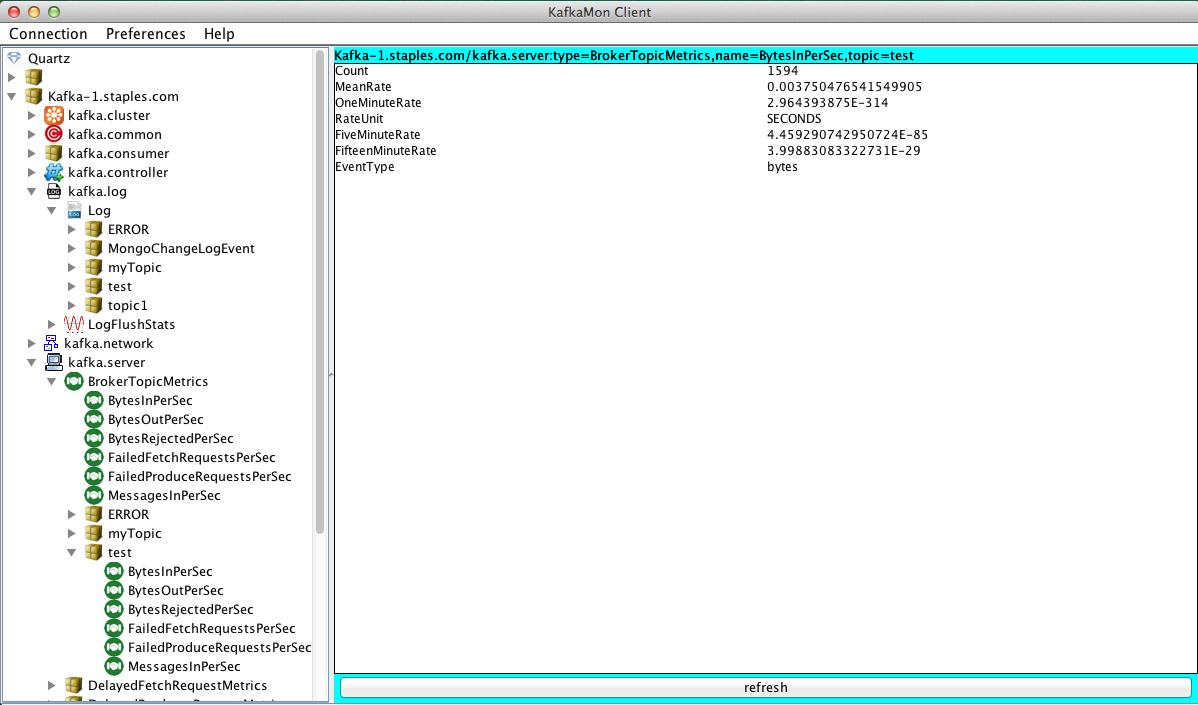 KafkaMon Client
Connection Preferences Help
Quartz
Kafka-1.staples.com
kafka.cluster
kafka.common
kafka.consumer
kafka.controller
kafka.log
Log
ERROR
MongoChangeLogEvent
myTopic
test
topic1
LogFlushStats
kafka.network
kafka.server
BrokerTopicMetrics
BytesInPerSec
BytesOutPerSec
BytesRejectedPerSec
FailedFetchRequestsPerSec
FailedProduceRequestsPerSec
MessagesInPerSec
ERROR
myTopic
test
BytesInPerSec
BytesOutPerSec
BytesRejectedPerSec
FailedFetchRequestsPerSec
FailedProduceRequestsPerSec
MessagesInPerSec
DelayedFetchRequestMetrics
Kafka-1.staples.com/kafka.server:type=BrokerTopicMetrics,name=BytesInPerSec,topic=test
Count 1594
MeanRate 0.003750476541549905
OneMinuteRate 2.964393875E-314
RateUnit SECONDS
FiveMinuteRate 4.459290742950724E-85
FifteenMinuteRate 3.99883083322731E-29
EventType bytes
refresh